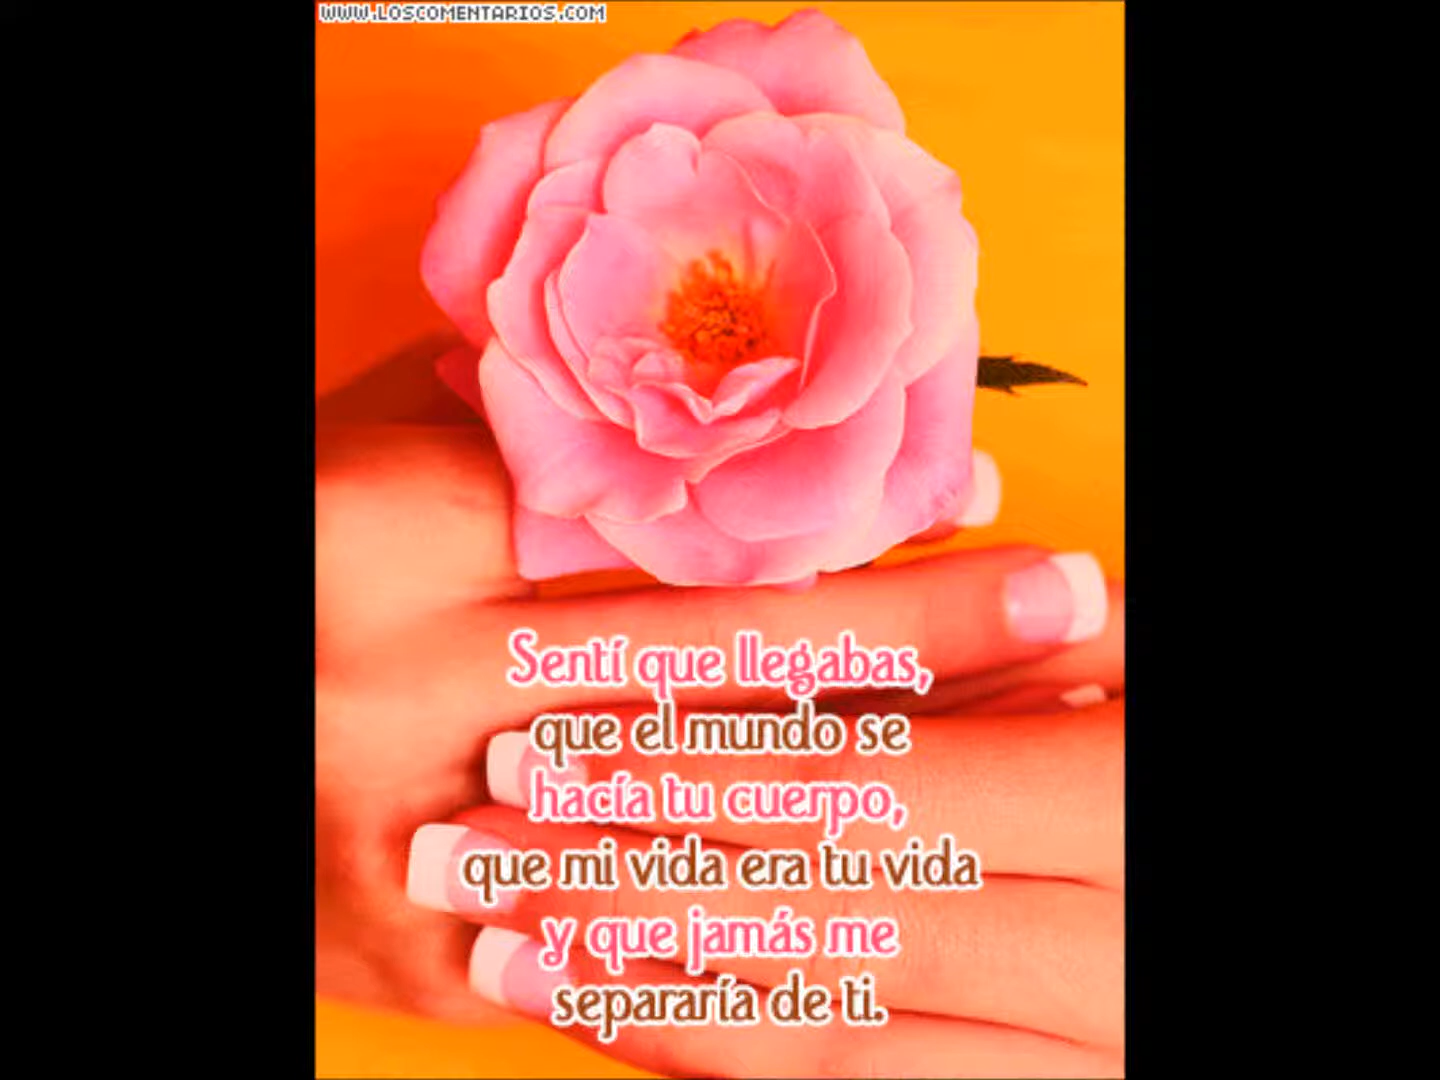 WWW.LOSCOMENTARIOS.COM
Sentí que llegabas,
que el mundo se
hacía tu cuerpo,
que mi vida era tu vida
y que jamás me
separaría de ti.